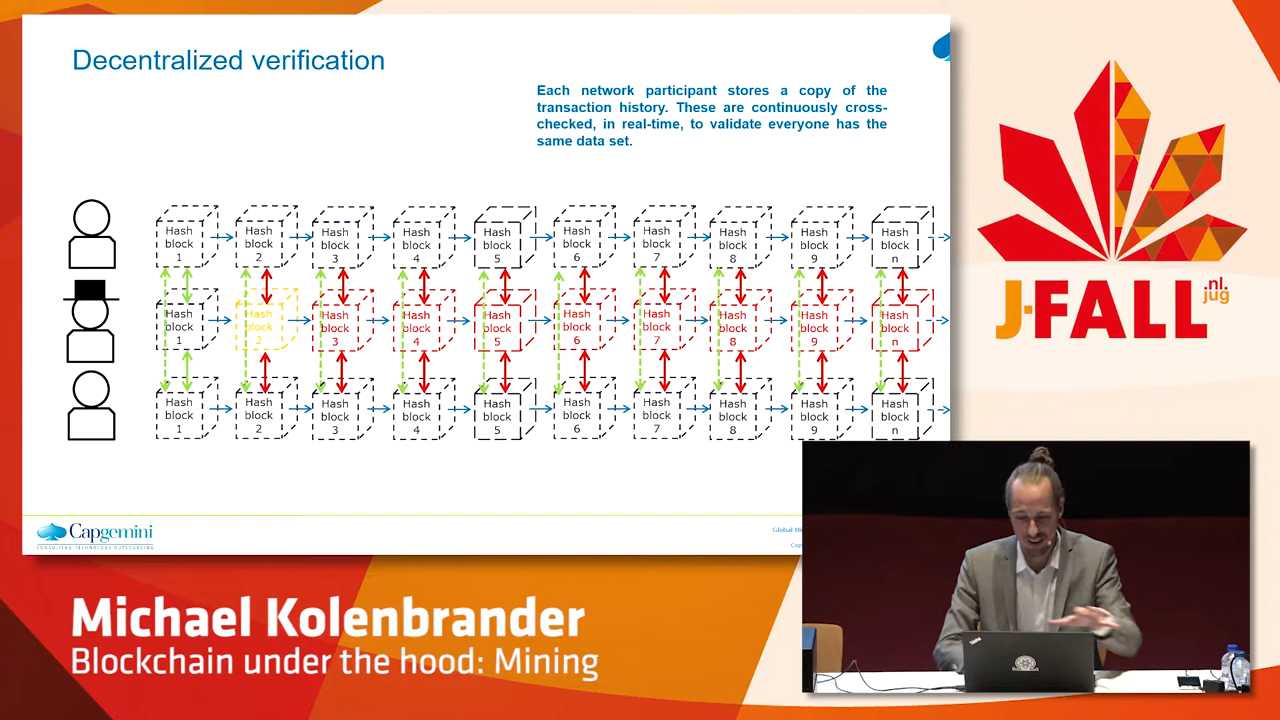 Decentralized verification
Each network participant stores a copy of the
transaction history. These are continuously cross-
checked, in real-time, to validate everyone has the
same data set.
Hash block 1
Hash block 2
Hash block 3
Hash block 4
Hash block 5
Hash block 6
Hash block 7
Hash block 8
Hash block 9
Hash block n
Hash block 1
Hash block 2
Hash block 3
Hash block 4
Hash block 5
Hash block 6
Hash block 7
Hash block 8
Hash block 9
Hash block n
Hash block 1
Hash block 2
Hash block 3
Hash block 4
Hash block 5
Hash block 6
Hash block 7
Hash block 8
Hash block 9
Hash block n
Capgemini
CONSULTING.TECHNOLOGY.OUTSOURCING
Global
J-FALL
.nl.
jug
Michael Kolenbrander
Blockchain under the hood: Mining